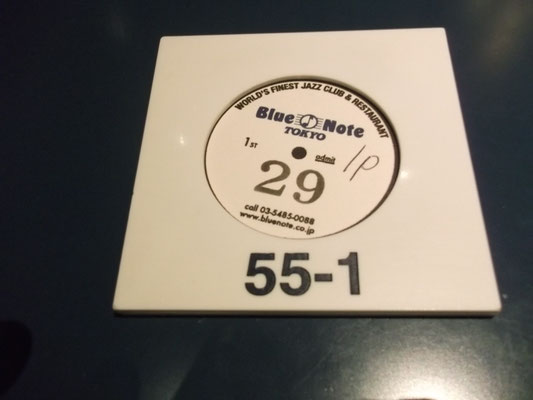 WORLD'S FINEST JAZZ CLUB & RESTAURANT
Blue Note
TOKYO
1ST
admit
1P
29
call 03-5485-0088
www.bluenote.co.jp
55-1